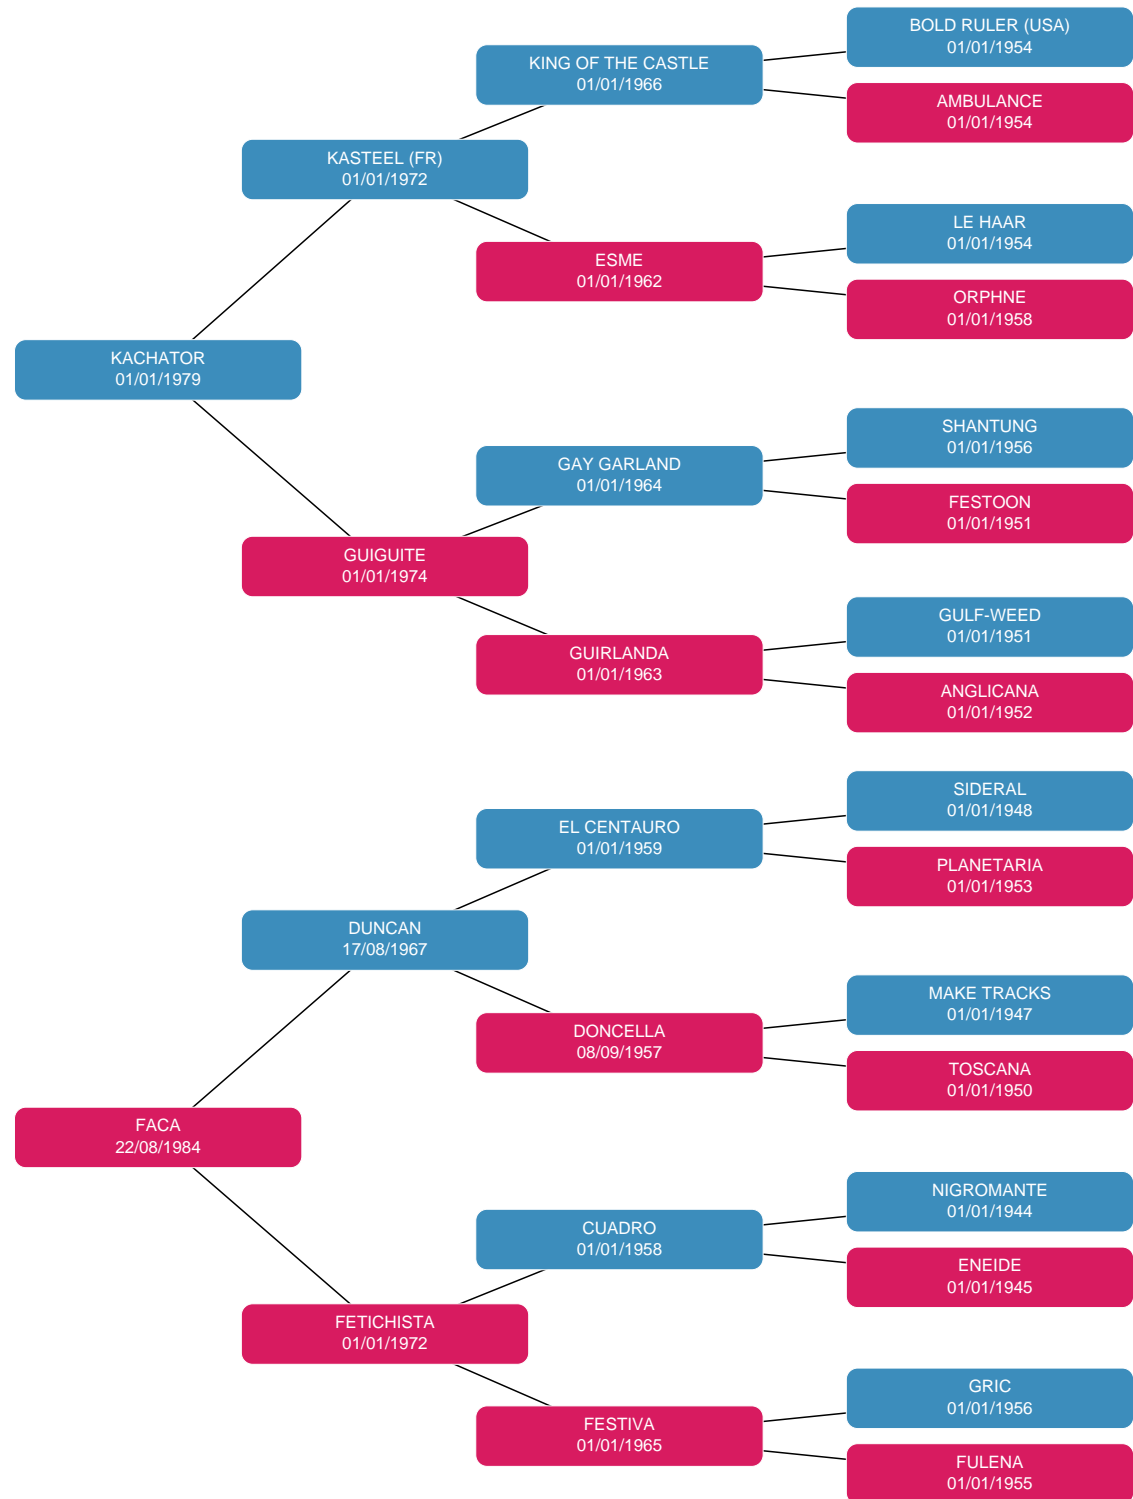 BOLD RULER (USA)
01/01/1954
KING OF THE CASTLE
01/01/1966
AMBULANCE
01/01/1954
KASTEEL (FR)
01/01/1972
LE HAAR
01/01/1954
ESME
01/01/1962
ORPHNE
01/01/1958
KACHATOR
01/01/1979
SHANTUNG
01/01/1956
GAY GARLAND
01/01/1964
FESTOON
01/01/1951
GUIGUITE
01/01/1974
GULF-WEED
01/01/1951
GUIRLANDA
01/01/1963
ANGLICANA
01/01/1952
SIDERAL
01/01/1948
EL CENTAURO
01/01/1959
PLANETARIA
01/01/1953
DUNCAN
17/08/1967
MAKE TRACKS
01/01/1947
DONCELLA
08/09/1957
TOSCANA
01/01/1950
FACA
22/08/1984
NIGROMANTE
01/01/1944
CUADRO
01/01/1958
ENEIDE
01/01/1945
FETICHISTA
01/01/1972
GRIC
01/01/1956
FESTIVA
01/01/1965
FULENA
01/01/1955